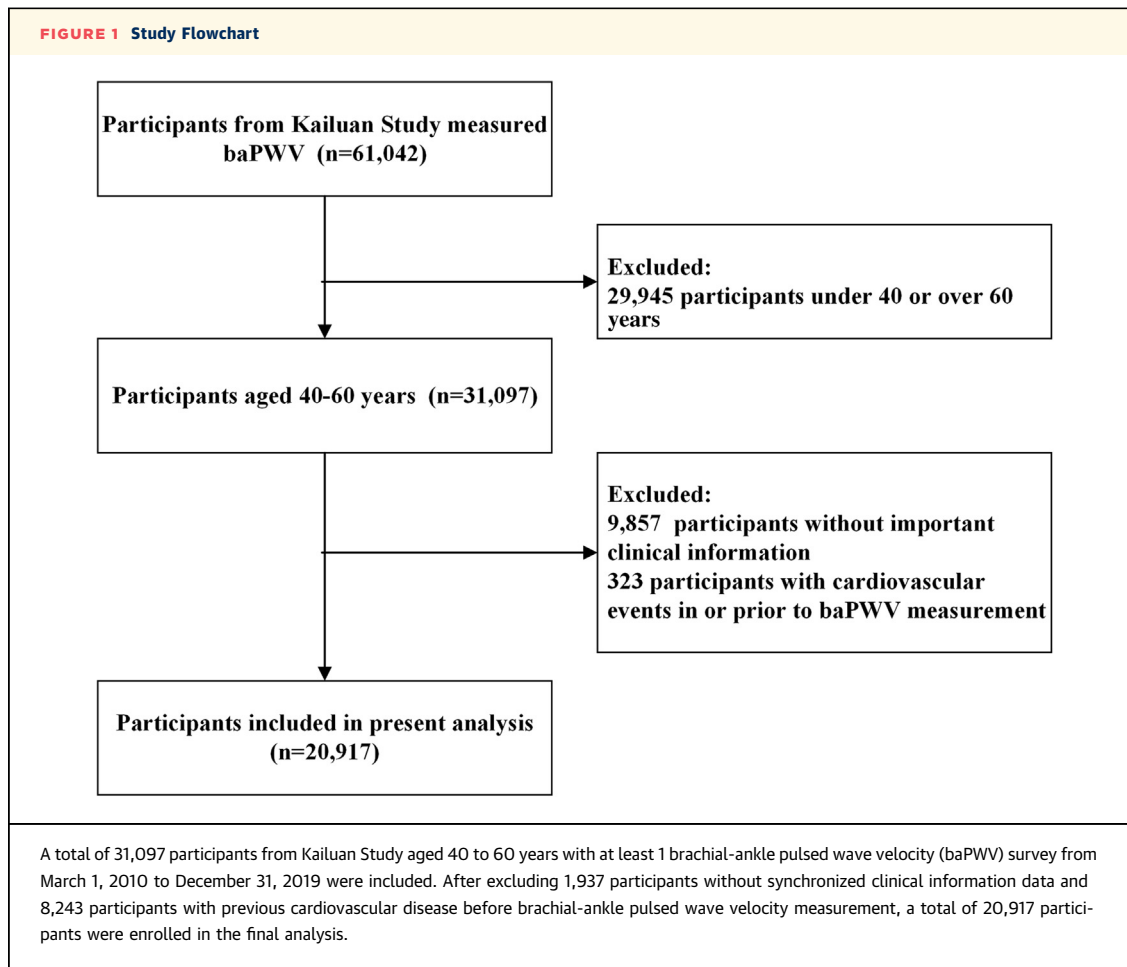 FIGURE 1 Study Flowchart
Participants from Kailuan Study measured
baPWV (n=61,042)
Excluded:
29,945 participants under 40 or over 60
years
Participants aged 40-60 years (n=31,097)
Excluded:
9,857 participants without important
clinical information
323 participants with cardiovascular
events in or prior to baPWV measurement
Participants included in present analysis
(n=20,917)
A total of 31,097 participants from Kailuan Study aged 40 to 60 years with at least 1 brachial-ankle pulsed wave velocity (baPWV) survey from
March 1, 2010 to December 31, 2019 were included. After excluding 1,937 participants without synchronized clinical information data and
8,243 participants with previous cardiovascular disease before brachial-ankle pulsed wave velocity measurement, a total of 20,917 partici-
pants were enrolled in the final analysis.